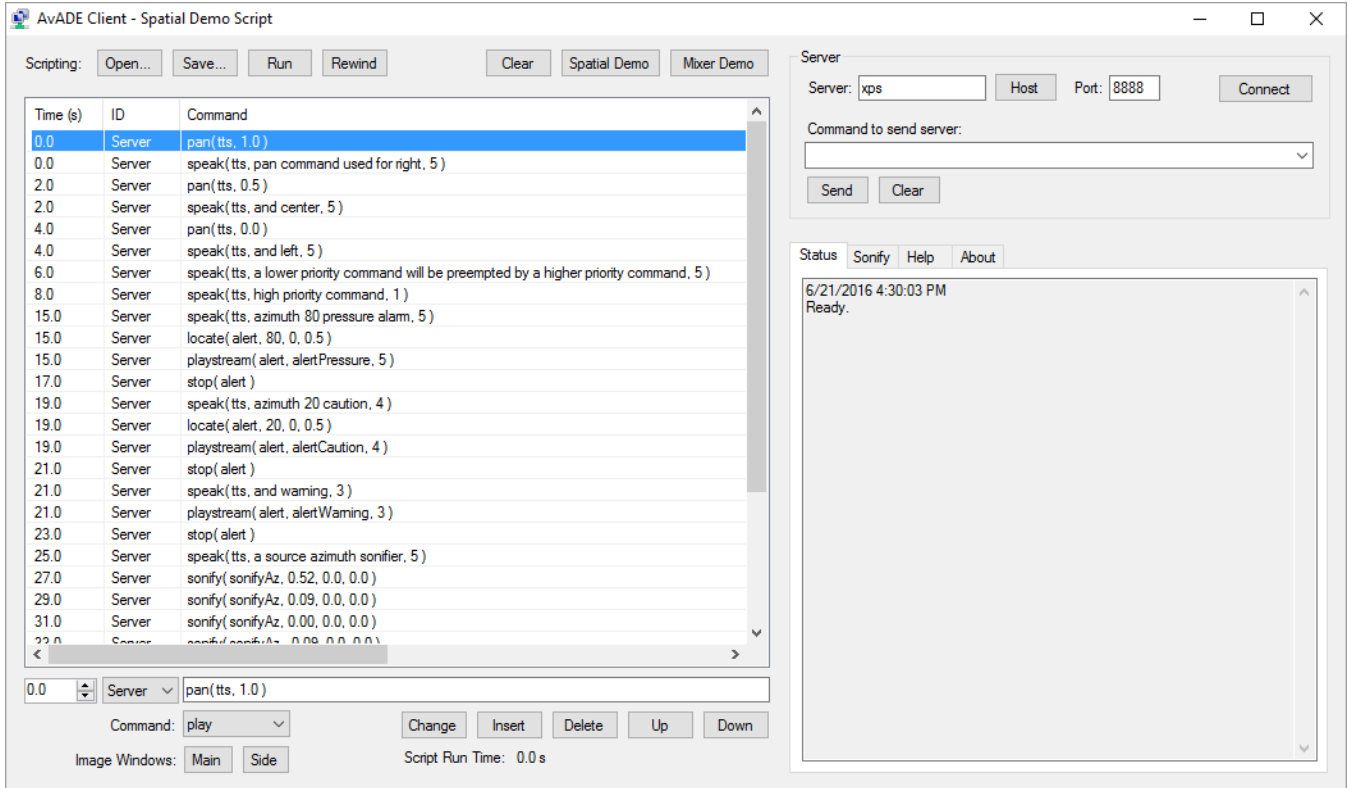 AvADE Client - Spatial Demo Script
Scripting: Open... Save... Run Rewind Clear Spatial Demo Mixer Demo
Time (s) ID Command
0.0 Server pan( tts, 1.0 )
0.0 Server speak( tts, pan command used for right, 5 )
2.0 Server pan( tts, 0.5 )
2.0 Server speak( tts, and center, 5 )
4.0 Server pan( tts, 0.0 )
4.0 Server speak( tts, and left, 5 )
6.0 Server speak( tts, a lower priority command will be preempted by a higher priority command, 5 )
8.0 Server speak( tts, high priority command, 1 )
15.0 Server speak( tts, azimuth 80 pressure alarm, 5 )
15.0 Server locate( alert, 80, 0, 0.5 )
15.0 Server playstream( alert, alertPressure, 5 )
17.0 Server stop( alert )
19.0 Server speak( tts, azimuth 20 caution, 4 )
19.0 Server locate( alert, 20, 0, 0.5 )
19.0 Server playstream( alert, alertCaution, 4 )
21.0 Server stop( alert )
21.0 Server speak( tts, and warning, 3 )
21.0 Server playstream( alert, alertWarning, 3 )
23.0 Server stop( alert )
25.0 Server speak( tts, a source azimuth sonifier, 5 )
27.0 Server sonify( sonifyAz, 0.52, 0.0, 0.0 )
29.0 Server sonify( sonifyAz, 0.09, 0.0, 0.0 )
31.0 Server sonify( sonifyAz, 0.00, 0.0, 0.0 )
0.0 Server pan( tts, 1.0 )
Command: play Change Insert Delete Up Down
Image Windows: Main Side Script Run Time: 0.0 s
Server
Server: xps Host Port: 8888 Connect
Command to send server:
Send Clear
Status Sonify Help About
6/21/2016 4:30:03 PM
Ready.